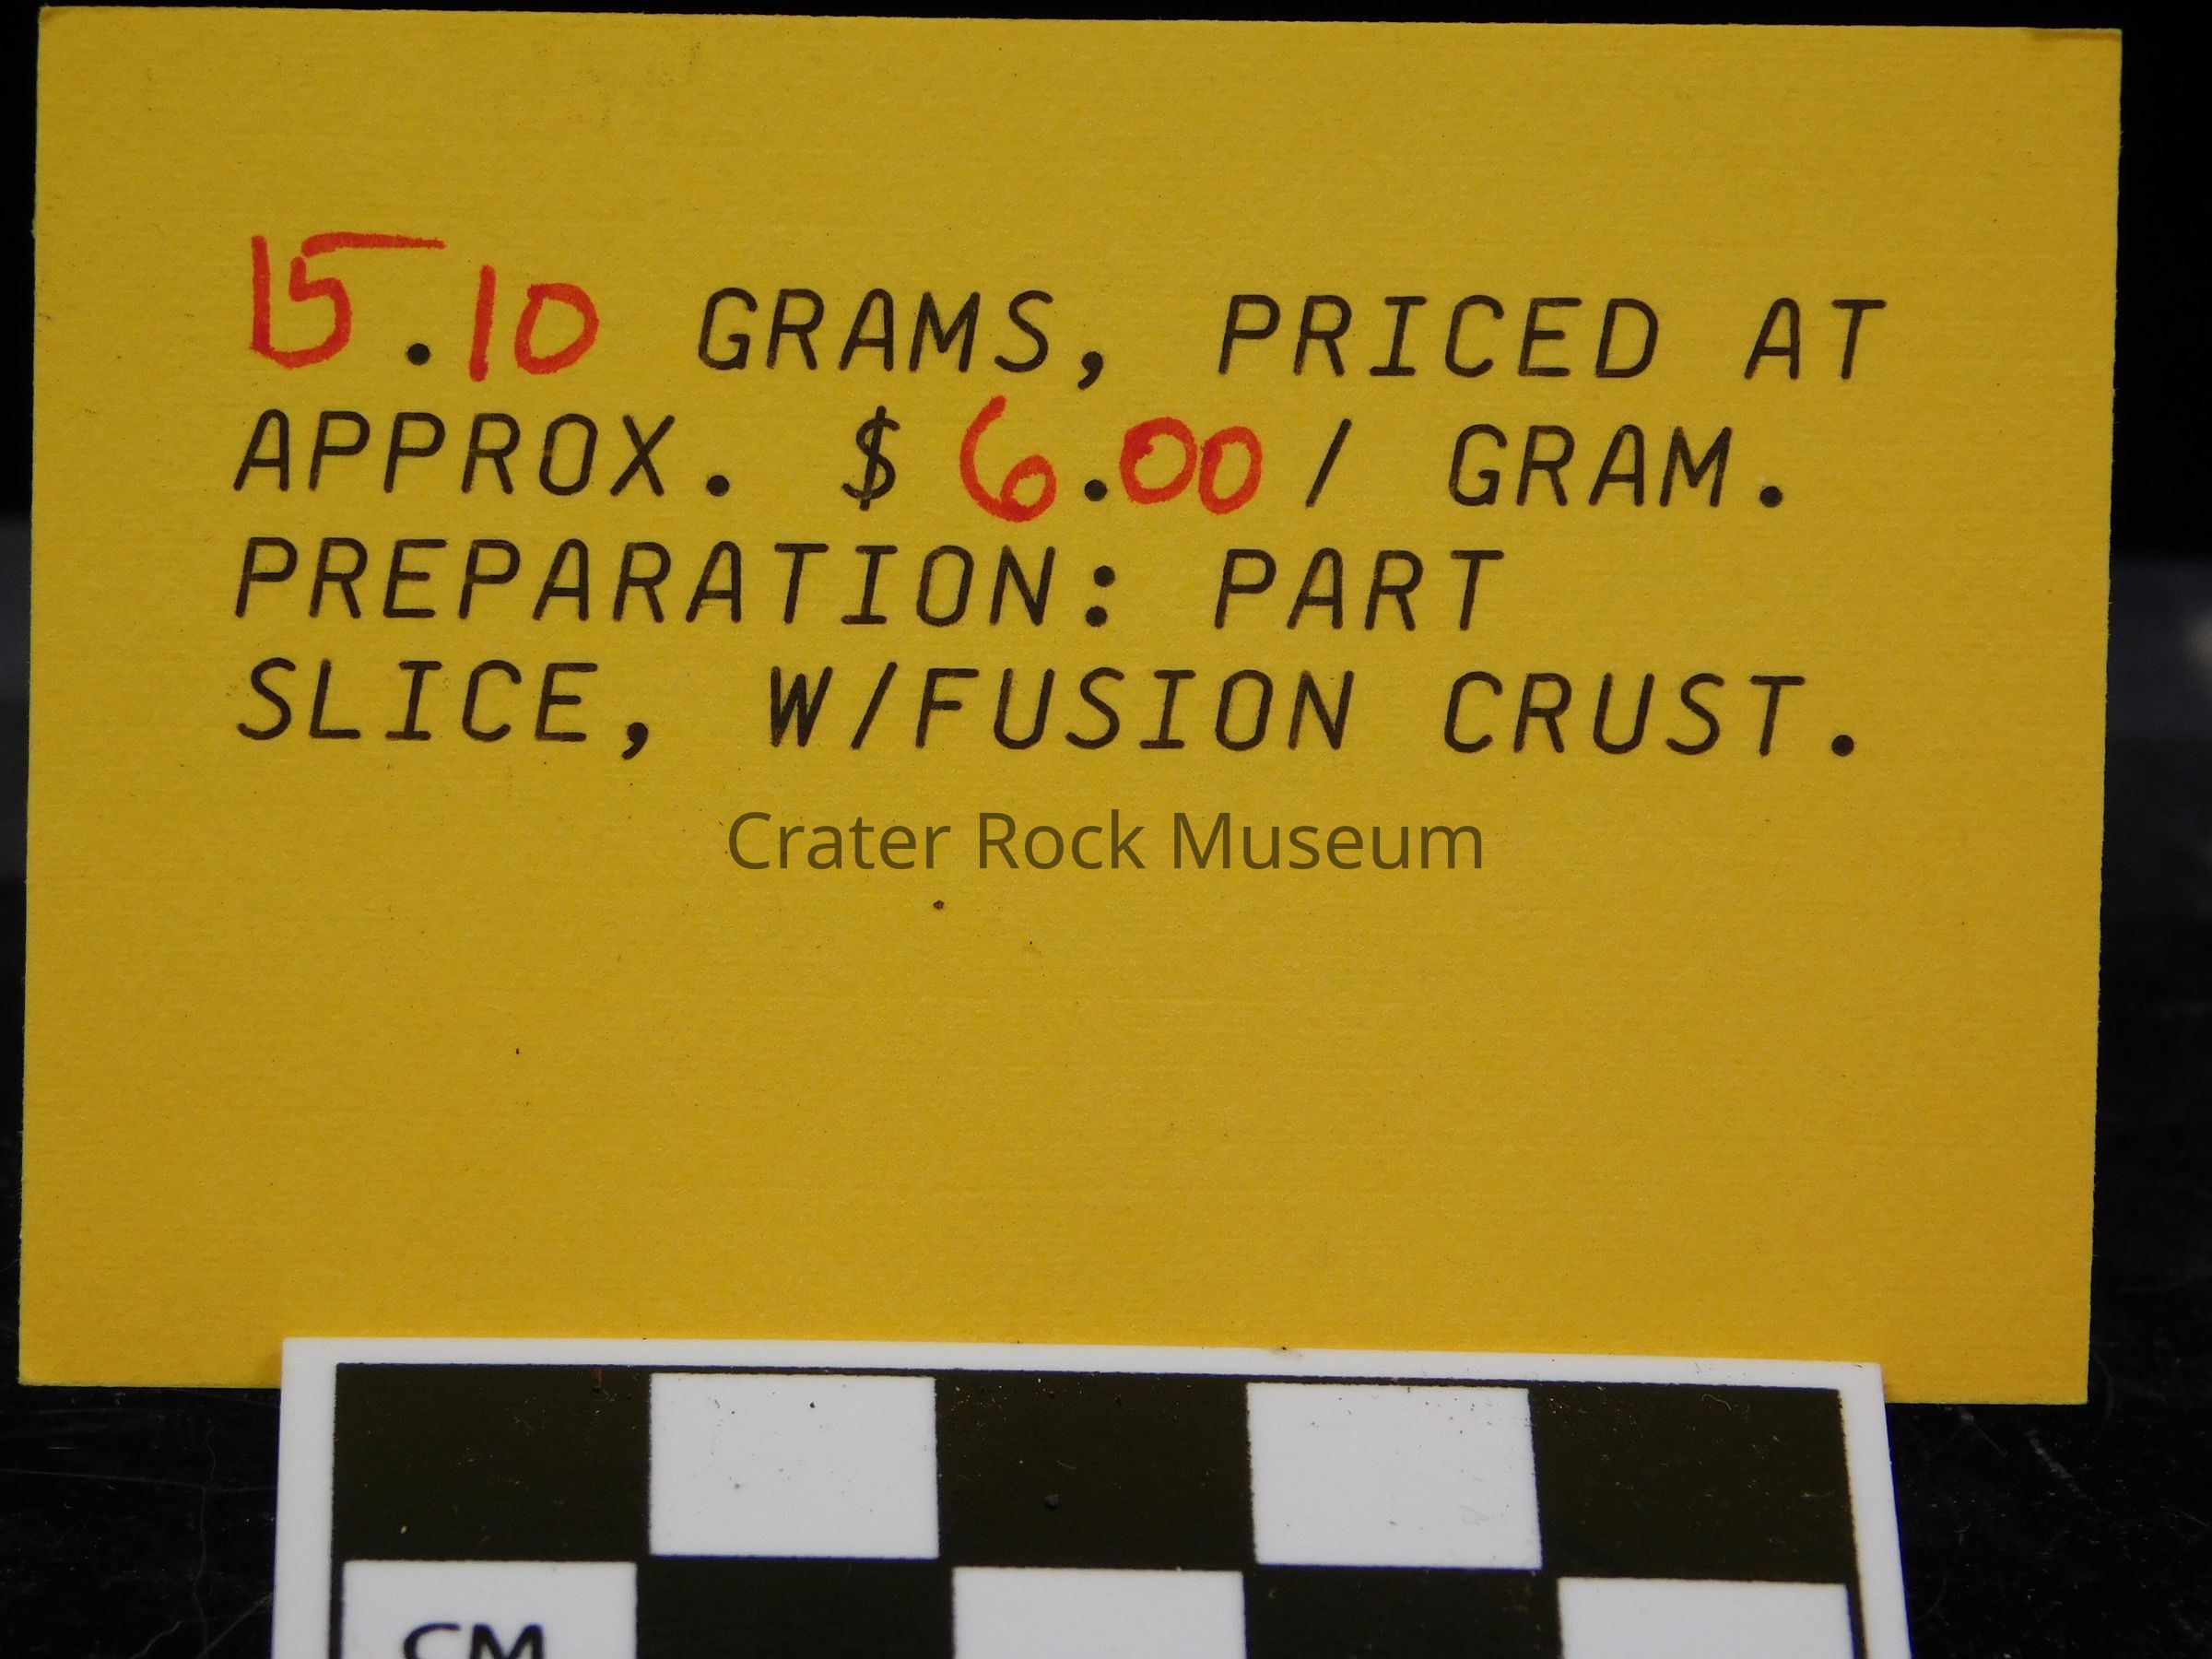 15.10 GRAMS, PRICED AT
APPROX. $ 6.00/ GRAM.
PREPARATION: PART
SLICE, W/FUSION CRUST.
Crater Rock Museum
CM